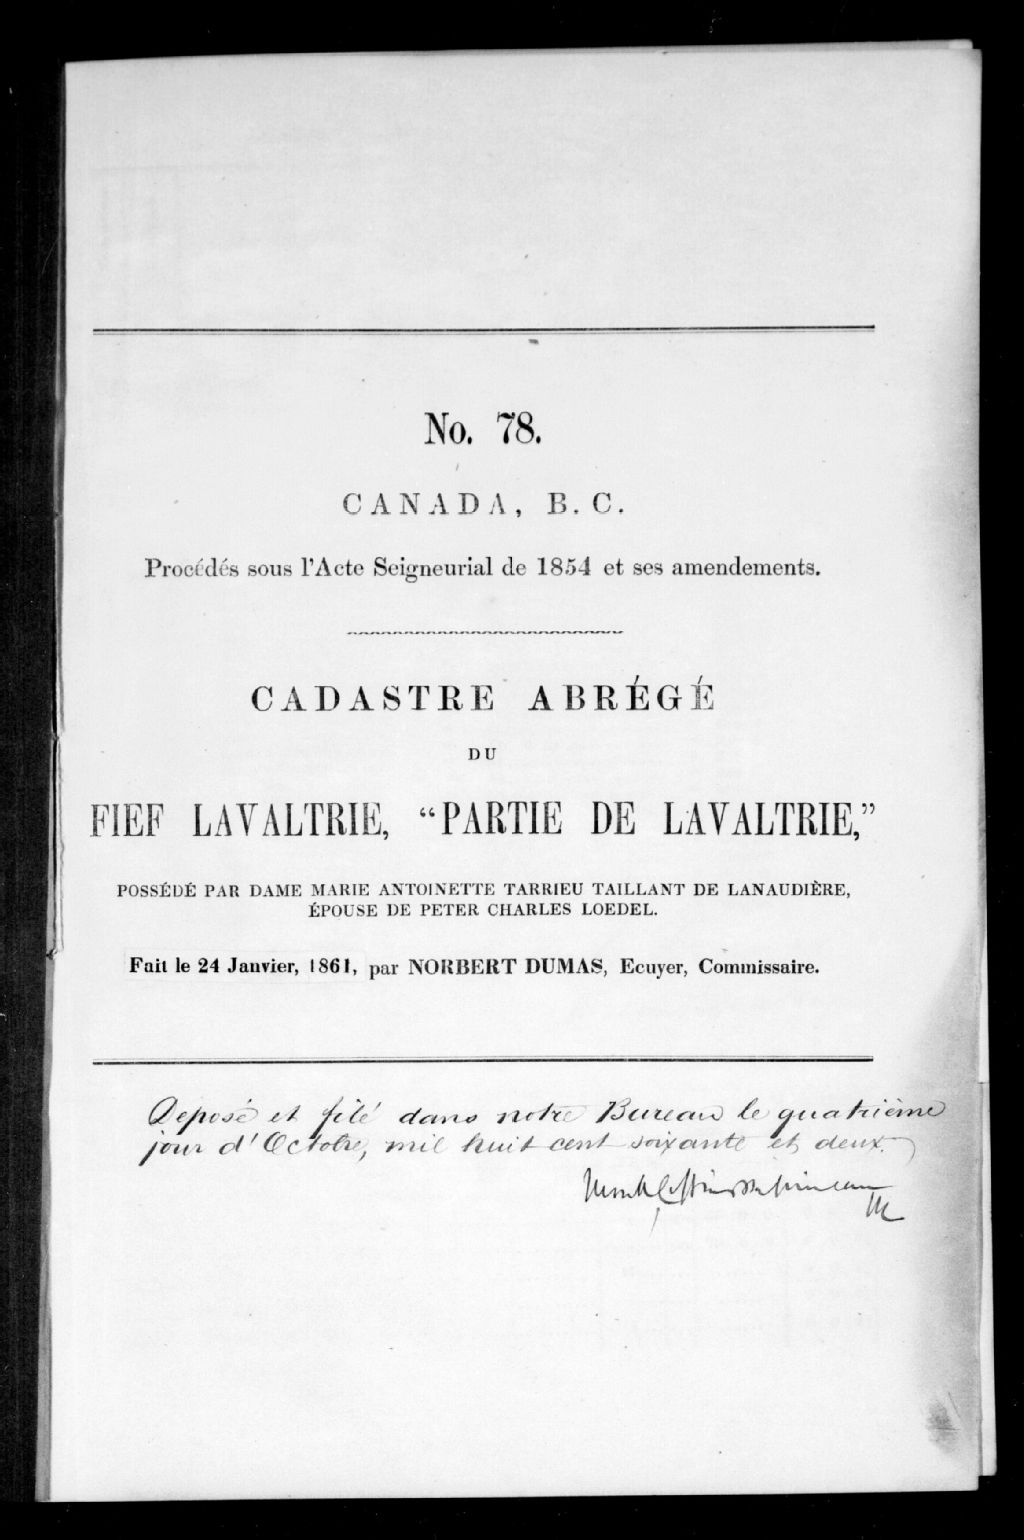 No. 78.
CANADA, B. C.
Procédés sous l'Acte Seigneurial de 1854 et ses amendements.
CADASTRE ABRÉGÉ
DU
FIEF LAVALTRIE, "PARTIE DE LAVALTRIE,"
POSSÉDÉ PAR DAME MARIE ANTOINETTE TARRIEU TAILLANT DE LANAUDIÈRE,
ÉPOUSE DE PETER CHARLES LOEDEL.
Fait le 24 Janvier, 1861, par NORBERT DUMAS, Ecuyer, Commissaire.
Deposé et filé dans notre Bureau le quatrième
jour d'Octobre, mil huit cent soixante et deux.